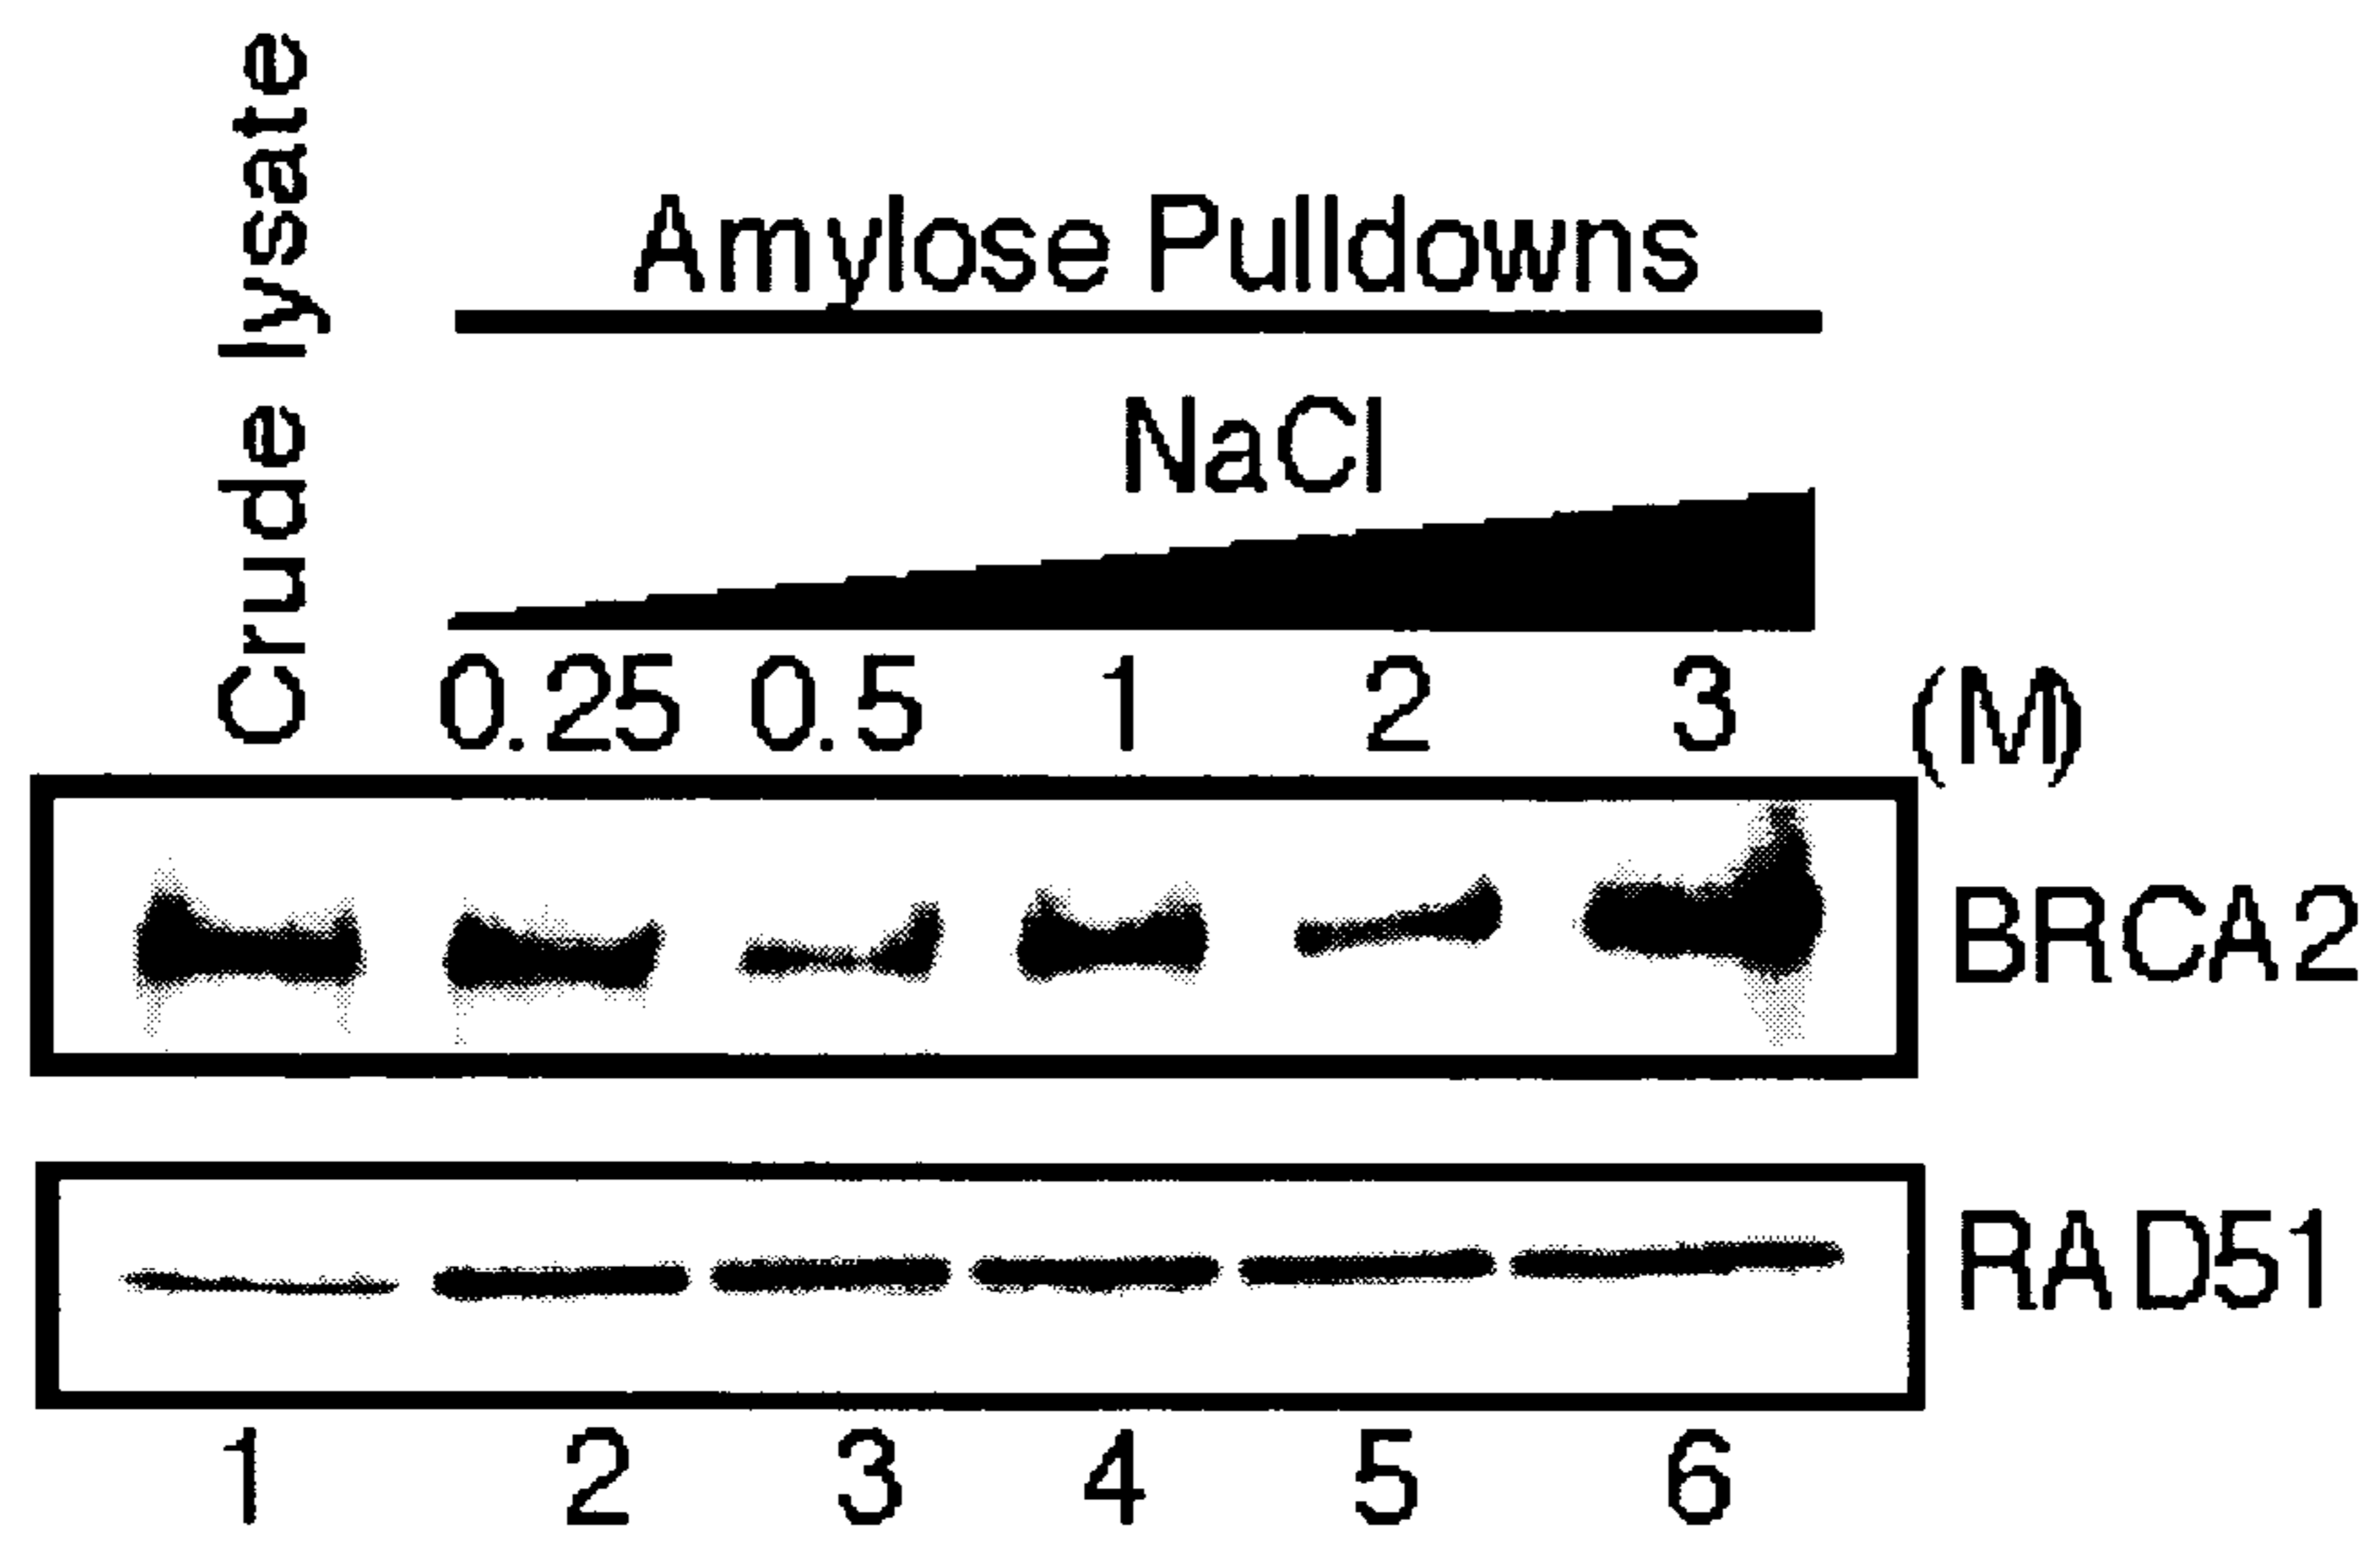 Crude lysate
Amylose Pulldowns
NaCl
0.25 0.5 1 2 3 (M)
BRCA2
RAD51
1 2 3 4 5 6